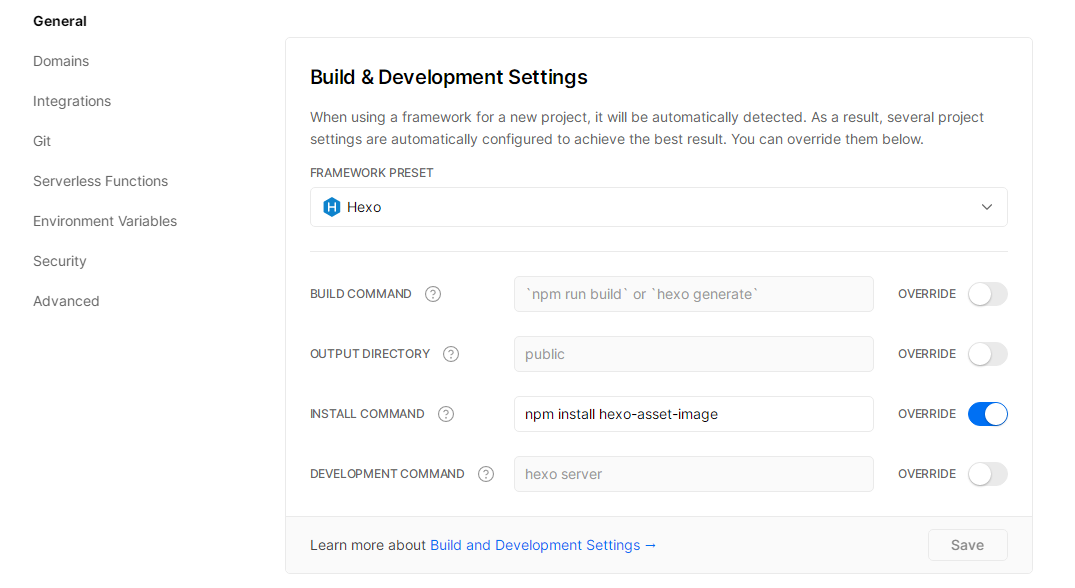 General
Domains
Integrations
Git
Serverless Functions
Environment Variables
Security
Advanced
Build & Development Settings
When using a framework for a new project, it will be automatically detected. As a result, several project
settings are automatically configured to achieve the best result. You can override them below.
FRAMEWORK PRESET
Hexo
BUILD COMMAND ? `npm run build` or `hexo generate` OVERRIDE
OUTPUT DIRECTORY ? public OVERRIDE
INSTALL COMMAND ? npm install hexo-asset-image OVERRIDE
DEVELOPMENT COMMAND ? hexo server OVERRIDE
Learn more about Build and Development Settings → Save